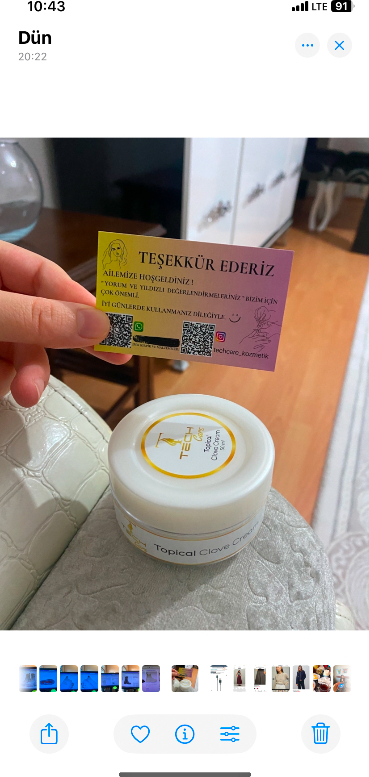 10:43
LTE 91
Dün
20:22
TEŞEKKÜR EDERİZ
AİLEMİZE HOŞGELDİNİZ !
" YORUM VE YILDIZLI DEĞERLENDİRMELERİNİZ " BİZİM İÇİN
ÇOK ÖNEMLİ
İYİ GÜNLERDE KULLANMANIZ DİLEĞİYLE
techcare_kozmetik
TECH
Care
Topical
Clove Cream
Topical Clove Cream